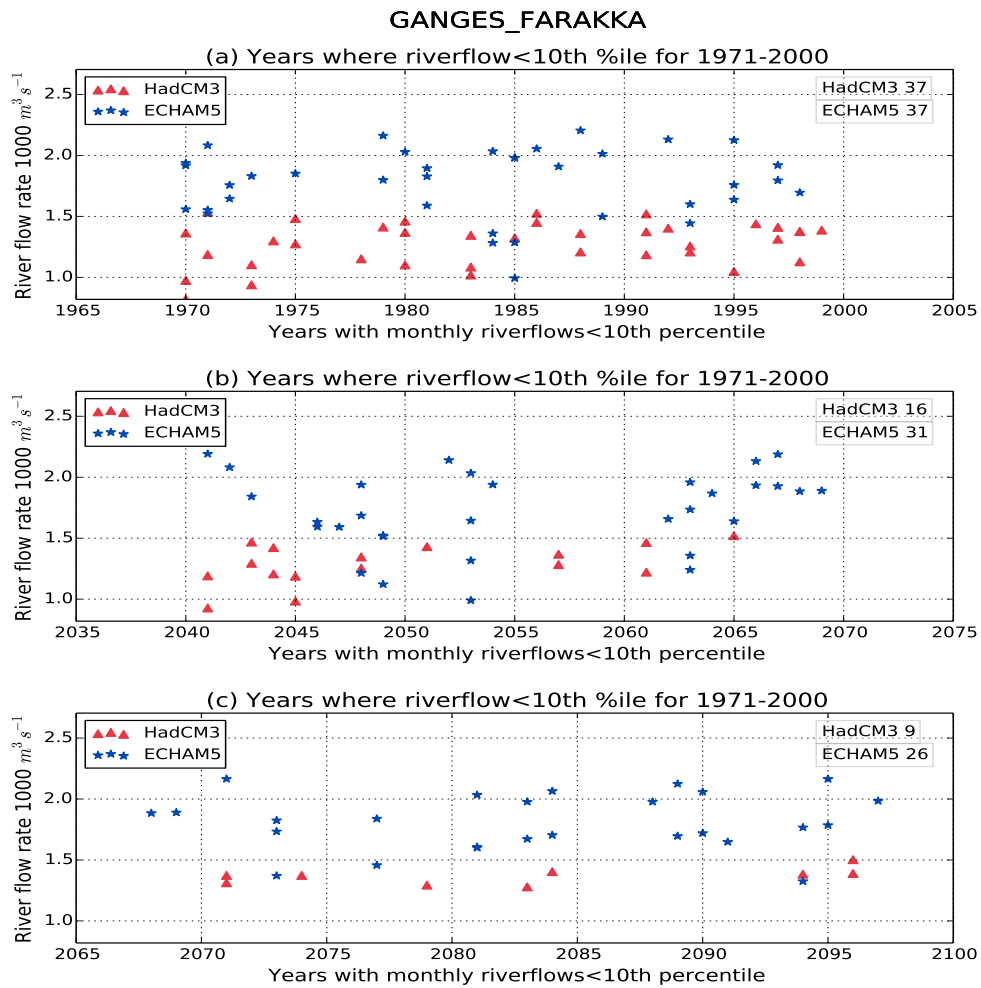 GANGES_FARAKKA
(a) Years where riverflow<10th %ile for 1971-2000
River flow rate 1000 m³s⁻¹
HadCM3
ECHAM5
HadCM3 37
ECHAM5 37
2.5
2.0
1.5
1.0
1965 1970 1975 1980 1985 1990 1995 2000 2005
Years with monthly riverflows<10th percentile
(b) Years where riverflow<10th %ile for 1971-2000
River flow rate 1000 m³s⁻¹
HadCM3
ECHAM5
HadCM3 16
ECHAM5 31
2.5
2.0
1.5
1.0
2035 2040 2045 2050 2055 2060 2065 2070 2075
Years with monthly riverflows<10th percentile
(c) Years where riverflow<10th %ile for 1971-2000
River flow rate 1000 m³s⁻¹
HadCM3
ECHAM5
HadCM3 9
ECHAM5 26
2.5
2.0
1.5
1.0
2065 2070 2075 2080 2085 2090 2095 2100
Years with monthly riverflows<10th percentile